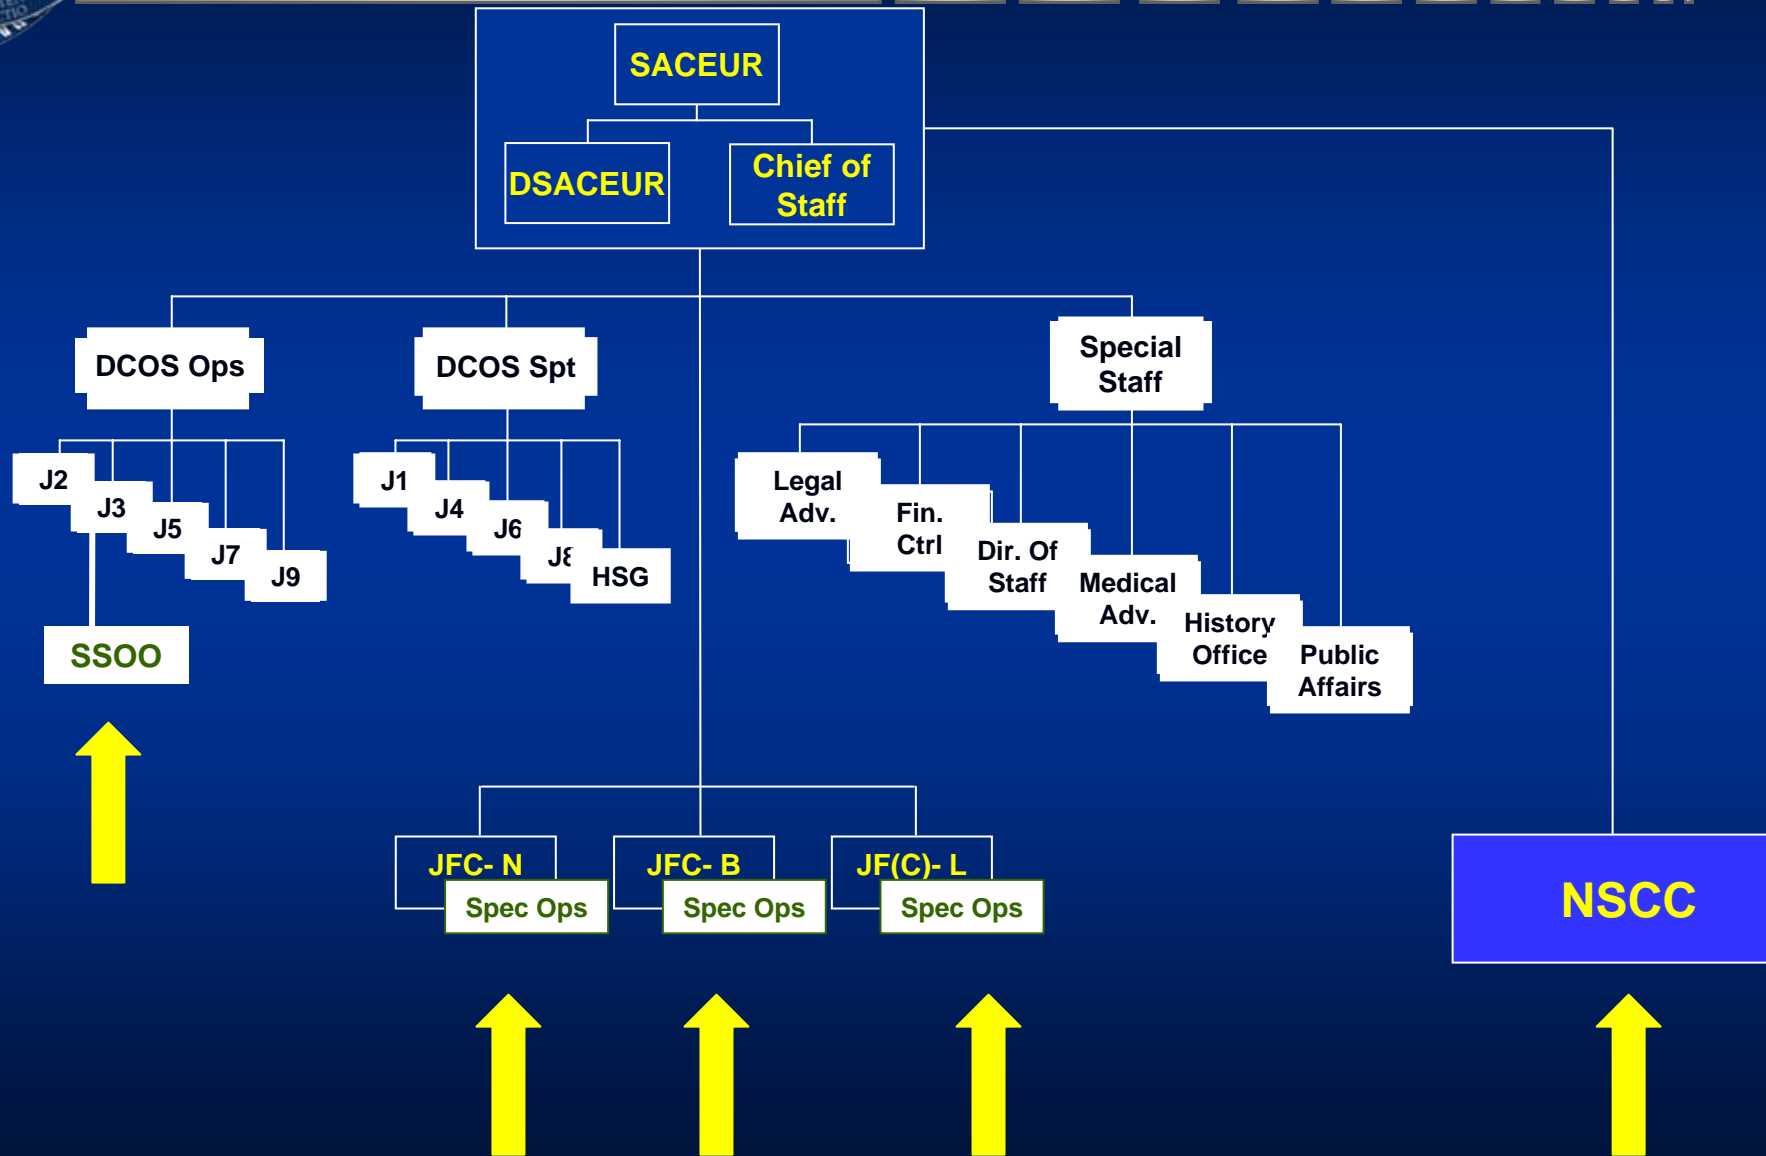 SACEUR
DSACEUR
Chief of
Staff
DCOS Ops
DCOS Spt
Special
Staff
J2
J3
J5
J7
J9
J1
J4
J6
J8
HSG
Legal
Adv.
Fin.
Ctrl
Dir. Of
Staff
Medical
Adv.
History
Office
Public
Affairs
SSOO
JFC- N
Spec Ops
JFC- B
Spec Ops
JF(C)- L
Spec Ops
NSCC